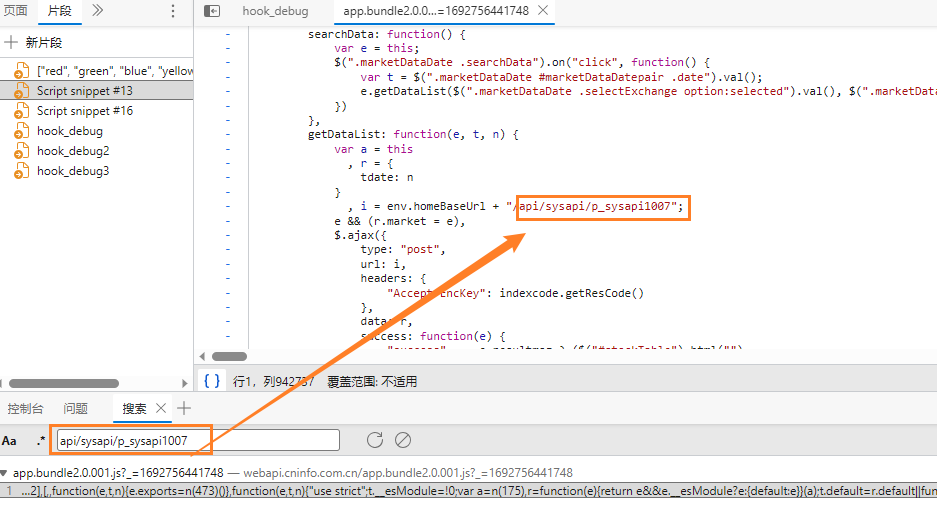 页面 片段
hook_debug app.bundle2.0.0...=1692756441748
新片段
["red", "green", "blue", "yellow
Script snippet #13
Script snippet #16
hook_debug
hook_debug2
hook_debug3
searchData: function() {
var e = this;
$(".marketDataDate .searchData").on("click", function() {
var t = $(".marketDataDate #marketDataDatepair .date").val();
e.getDataList($(".marketDataDate .selectExchange option:selected").val(), $(".marketData
})
},
getDataList: function(e, t, n) {
var a = this
, r = {
tdate: n
}
, i = env.homeBaseUrl + "/api/sysapi/p_sysapi1007";
e && (r.market = e),
$.ajax({
type: "post",
url: i,
headers: {
"Accept-EncKey": indexcode.getResCode()
},
data: r,
success: function(e) {
{ } 行1，列942737 覆盖范围: 不适用
控制台 问题 搜索
Aa .* api/sysapi/p_sysapi1007
app.bundle2.0.001.js?_=1692756441748 — webapi.cninfo.com.cn/app.bundle2.0.001.js?_=1692756441748
1 ...2],[,,function(e,t,n){e.exports=n(473)()},function(e,t,n){"use strict";t.__esModule=!0;var a=n(175),r=function(e){return e&&e.__esModule?e:{default:e}}(a);t.default=r.default||fun